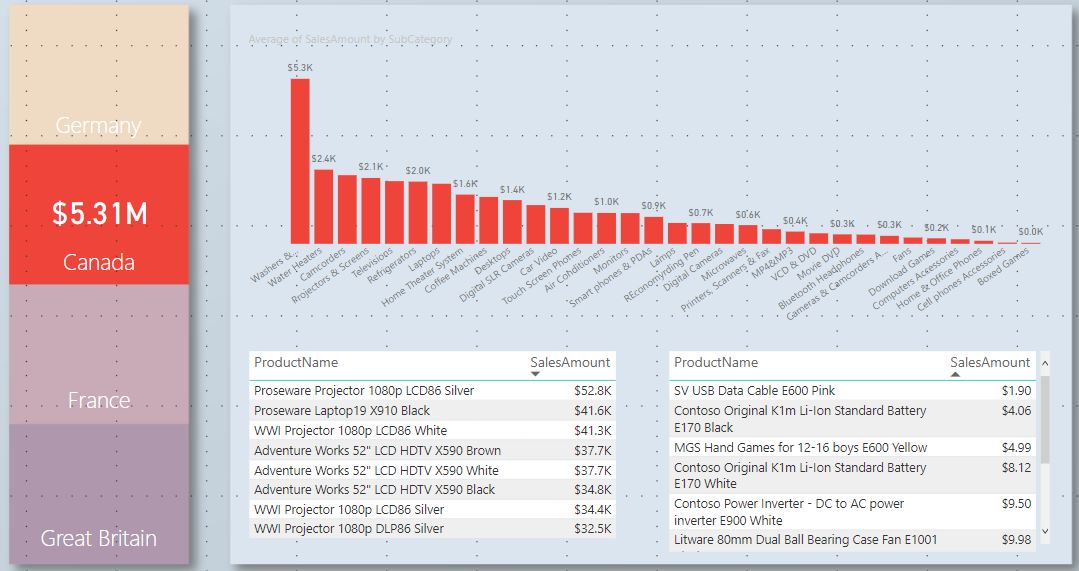 Germany
$5.31M
Canada
France
Great Britain
Average of SalesAmount by SubCategory
$5.3K
$2.4K
$2.1K
$2.0K
$1.6K
$1.4K
$1.2K
$1.0K
$0.9K
$0.7K
$0.6K
$0.4K
$0.3K
$0.3K
$0.2K
$0.1K
$0.0K
Washers &...
Water Heaters
Camcorders
Projectors & Screens
Televisions
Refrigerators
Laptops
Home Theater System
Coffee Machines
Desktops
Digital SLR Cameras
Car Video
Touch Screen Phones
Air Conditioners
Monitors
Smart phones & PDAs
Lamps
REconomyording Pen
Digital Cameras
Microwaves
Printers, Scanners & Fax
MP4&MP3
VCD & DVD
Movie DVD
Bluetooth Headphones
Cameras & Camcorders A...
Fans
Download Games
Computers Accessories
Home & Office Phones
Cell phones Accessories
Boxed Games
ProductName SalesAmount
Proseware Projector 1080p LCD86 Silver $52.8K
Proseware Laptop19 X910 Black $41.6K
WWI Projector 1080p LCD86 White $41.3K
Adventure Works 52" LCD HDTV X590 Brown $37.7K
Adventure Works 52" LCD HDTV X590 White $37.7K
Adventure Works 52" LCD HDTV X590 Black $34.8K
WWI Projector 1080p LCD86 Silver $34.4K
WWI Projector 1080p DLP86 Silver $32.5K
ProductName SalesAmount
SV USB Data Cable E600 Pink $1.90
Contoso Original K1m Li-Ion Standard Battery $4.06
E170 Black
MGS Hand Games for 12-16 boys E600 Yellow $4.99
Contoso Original K1m Li-Ion Standard Battery $8.12
E170 White
Contoso Power Inverter - DC to AC power $9.50
inverter E900 White
Litware 80mm Dual Ball Bearing Case Fan E1001 $9.98